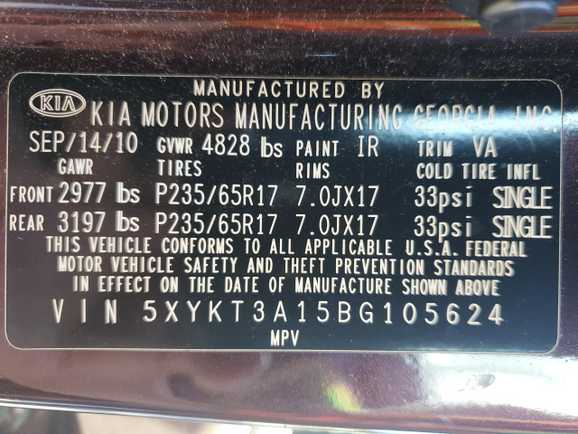 MANUFACTURED BY
KIA KIA MOTORS MANUFACTURING GEORGIA, INC.
SEP/14/10 GVWR 4828 lbs PAINT IR TRIM VA
GAWR TIRES RIMS COLD TIRE INFL
FRONT 2977 lbs P235/65R17 7.0JX17 33psi SINGLE
REAR 3197 lbs P235/65R17 7.0JX17 33psi SINGLE
THIS VEHICLE CONFORMS TO ALL APPLICABLE U.S.A. FEDERAL
MOTOR VEHICLE SAFETY AND THEFT PREVENTION STANDARDS
IN EFFECT ON THE DATE OF MANUFACTURE SHOWN ABOVE
VIN 5XYKT3A15BG105624
MPV